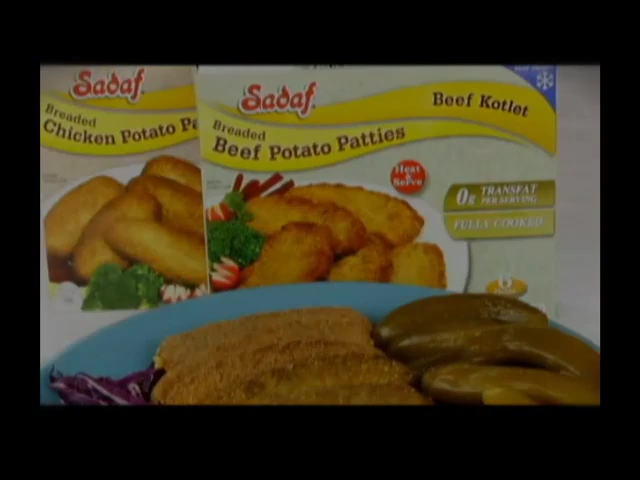 Sadaf
Breaded
Chicken Potato Pa
Sadaf
Beef Kotlet
Breaded
Beef Potato Patties
Heat
&
Serve
0g TRANSFAT
PER SERVING
FULLY COOKED
6